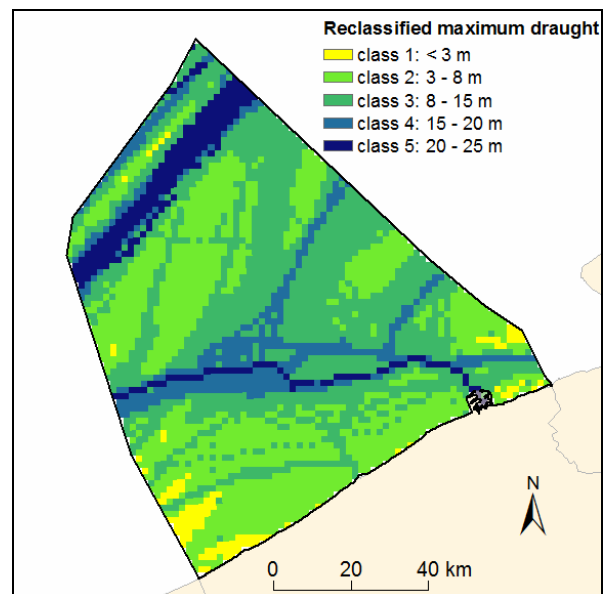 Reclassified maximum draught
class 1: < 3 m
class 2: 3 - 8 m
class 3: 8 - 15 m
class 4: 15 - 20 m
class 5: 20 - 25 m
N
0 20 40 km